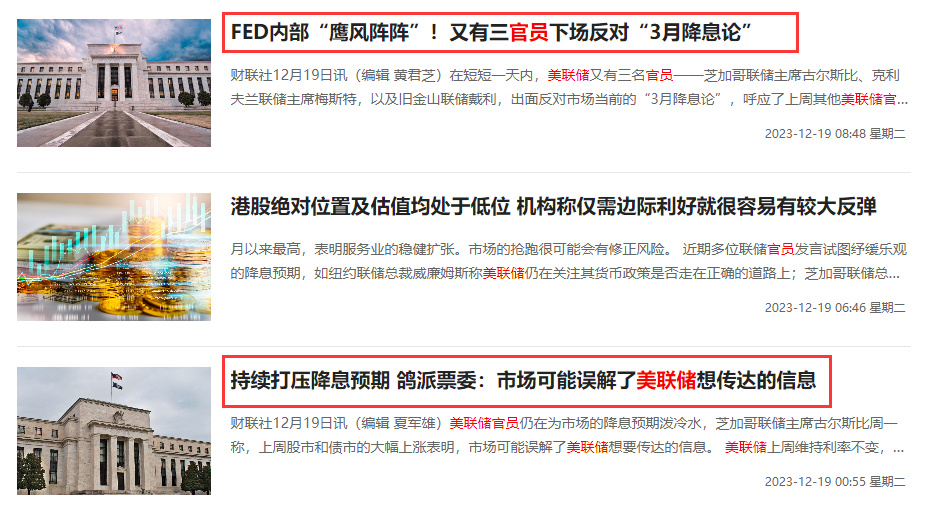 FED内部“鹰风阵阵”！又有三官员下场反对“3月降息论”
财联社12月19日讯（编辑 黄君芝）在短短一天内，美联储又有三名官员——芝加哥联储主席古尔斯比、克利
夫兰联储主席梅斯特，以及旧金山联储戴利，出面反对市场当前的“3月降息论”，呼应了上周其他美联储官...
2023-12-19 08:48 星期二
港股绝对位置及估值均处于低位 机构称仅需边际利好就很容易有较大反弹
月以来最高，表明服务业的稳健扩张。市场的抢跑很可能会有修正风险。 近期多位联储官员发言试图纾缓乐观
的降息预期，如纽约联储总裁威廉姆斯称美联储仍在关注其货币政策是否走在正确的道路上；芝加哥联储总...
2023-12-19 06:46 星期二
持续打压降息预期 鸽派票委：市场可能误解了美联储想传达的信息
财联社12月19日讯（编辑 夏军雄）美联储官员仍在为市场的降息预期泼冷水，芝加哥联储主席古尔斯比周一
称，上周股市和债市的大幅上涨表明，市场可能误解了美联储想要传达的信息。 美联储上周维持利率不变，...
2023-12-19 00:55 星期二